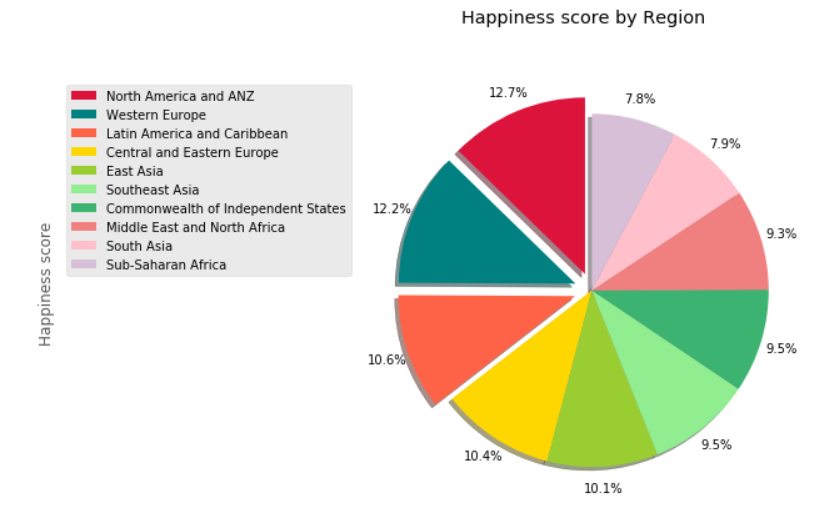 Happiness score by Region
North America and ANZ
Western Europe
Latin America and Caribbean
Central and Eastern Europe
East Asia
Southeast Asia
Commonwealth of Independent States
Middle East and North Africa
South Asia
Sub-Saharan Africa
Happiness score
12.7%
12.2%
10.6%
10.4%
10.1%
9.5%
9.5%
9.3%
7.9%
7.8%